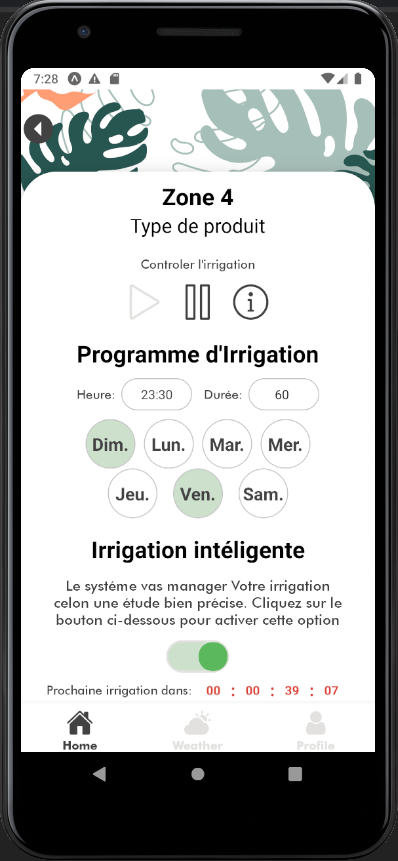 7:28
Zone 4
Type de produit
Controler l'irrigation
Programme d'Irrigation
Heure: 23:30 Durée: 60
Dim. Lun. Mar. Mer.
Jeu. Ven. Sam.
Irrigation intéligente
Le systéme vas manager Votre irrigation
celon une étude bien précise. Cliquez sur le
bouton ci-dessous pour activer cette option
Prochaine irrigation dans: 00 : 00 : 39 : 07
Home Weather Profile